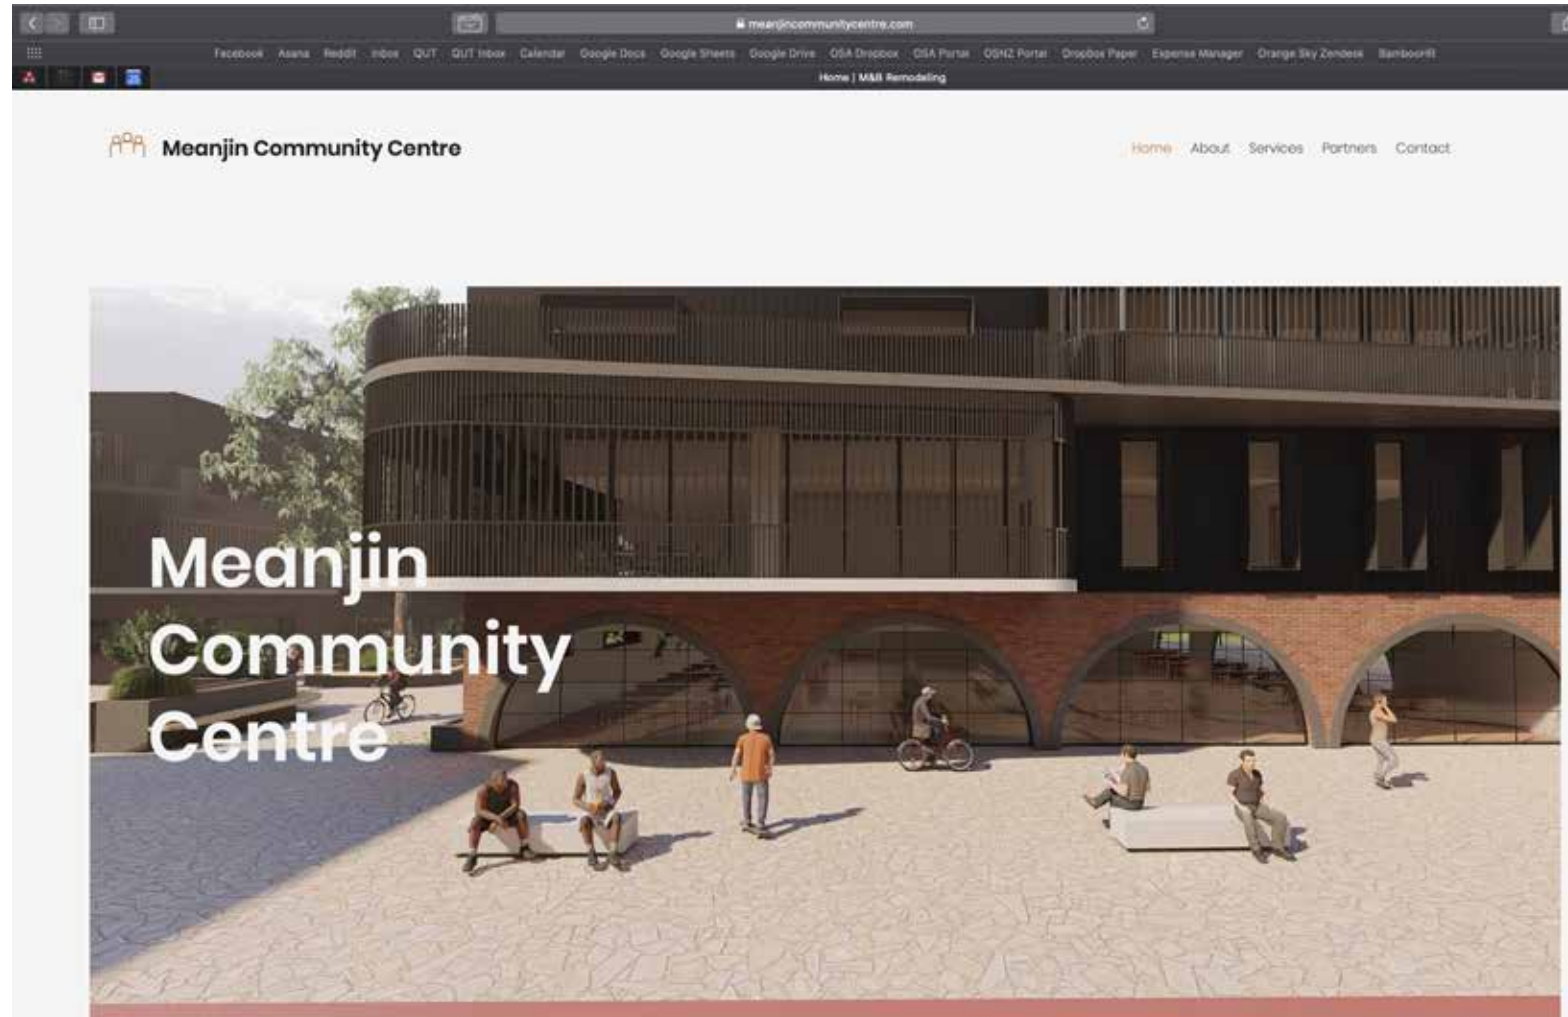 meanjincommunitycentre.com
Facebook Asana Reddit Inbox QUT QUT Inbox Calendar Google Docs Google Sheets Google Drive OSA Dropbox OSA Portal OSNZ Portal Dropbox Paper Expense Manager Orange Sky Zendesk BambooHR
Home | M&B Remodeling
Meanjin Community Centre
Home About Services Partners Contact
Meanjin
Community
Centre